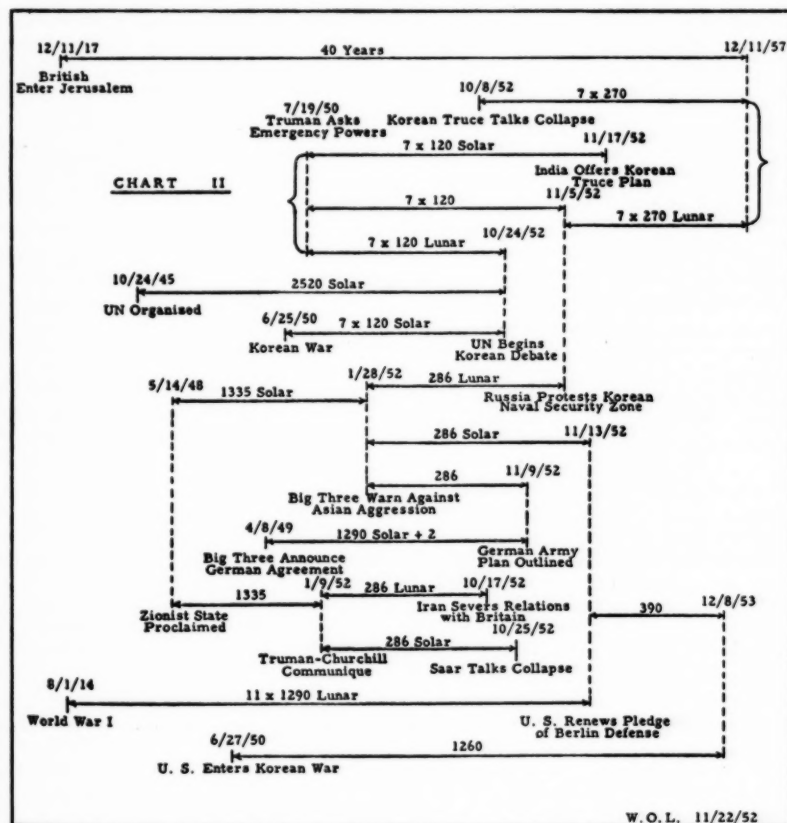 12/11/17 40 Years 12/11/57
British
Enter Jerusalem
10/8/52 7 x 270
7/19/50 Korean Truce Talks Collapse
Truman Asks
Emergency Powers
11/17/52
7 x 120 Solar
India Offers Korean
Truce Plan
CHART II
11/5/52
7 x 120
7 x 270 Lunar
10/24/52
7 x 120 Lunar
10/24/45
2520 Solar
UN Organised
6/25/50
7 x 120 Solar
Korean War
UN Begins
Korean Debate
5/14/48
1/28/52
286 Lunar
1335 Solar
Russia Protests Korean
Naval Security Zone
286 Solar
11/13/52
286
11/9/52
Big Three Warn Against
Asian Aggression
4/8/49
1290 Solar + 2
Big Three Announce
German Agreement
German Army
Plan Outlined
1/9/52
286 Lunar
10/17/52
1335
Iran Severs Relations
with Britain
390
12/8/53
Zionist State
Proclaimed
10/25/52
286 Solar
Truman-Churchill
Communique
Saar Talks Collapse
8/1/14
11 x 1290 Lunar
World War I
U. S. Renews Pledge
of Berlin Defense
6/27/50
1260
U. S. Enters Korean War
W.O.L. 11/22/52